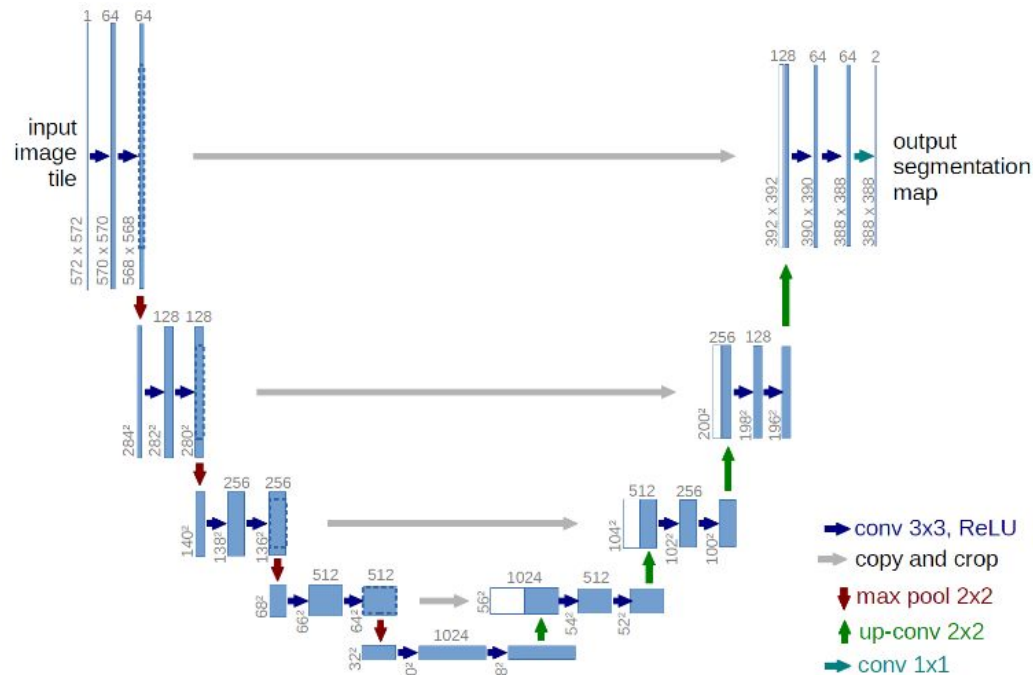 1 64 64
128 64 64 2
input
image
tile
output
segmentation
map
572 x 572
570 x 570
568 x 568
392 x 392
390 x 390
388 x 388
388 x 388
128 128
256 128
284²
282²
280²
200²
198²
196²
256 256
512 256
140²
138²
136²
104²
102²
100²
512 512
1024 512
68²
66²
64²
56²
54²
52²
1024
32²
conv 3x3, ReLU
copy and crop
max pool 2x2
up-conv 2x2
conv 1x1